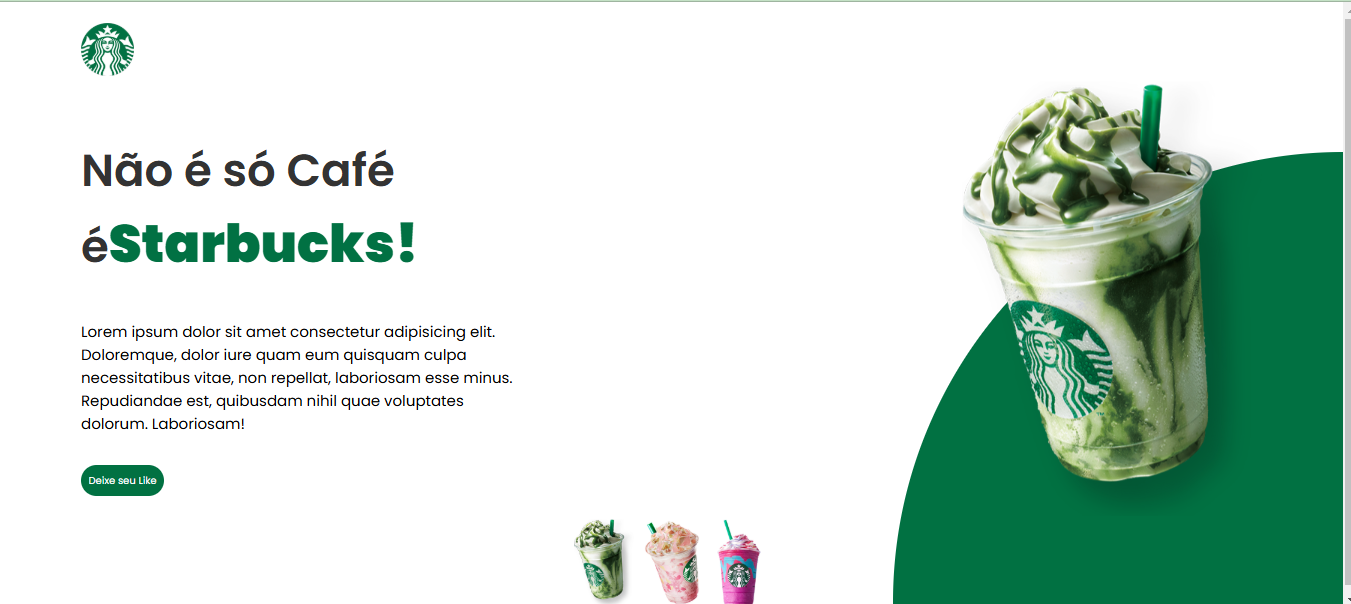 Não é só Café
éStarbucks!
Lorem ipsum dolor sit amet consectetur adipisicing elit.
Doloremque, dolor iure quam eum quisquam culpa
necessitatibus vitae, non repellat, laboriosam esse minus.
Repudiandae est, quibusdam nihil quae voluptates
dolorum. Laboriosam!
Deixe seu Like